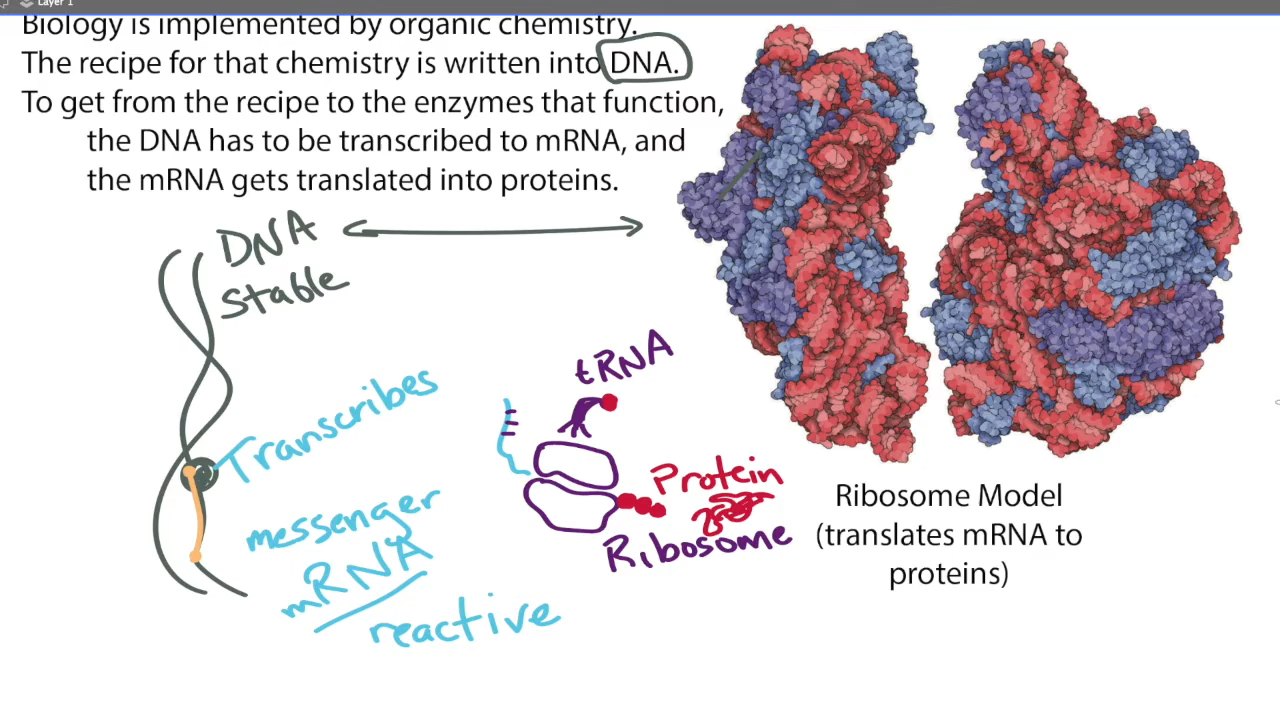 Layer 1
Biology is implemented by organic chemistry.
The recipe for that chemistry is written into DNA.
To get from the recipe to the enzymes that function,
the DNA has to be transcribed to mRNA, and
the mRNA gets translated into proteins.
DNA
stable
tRNA
Transcribes
Protein
messenger
Ribosome
mRNA
reactive
Ribosome Model
(translates mRNA to
proteins)